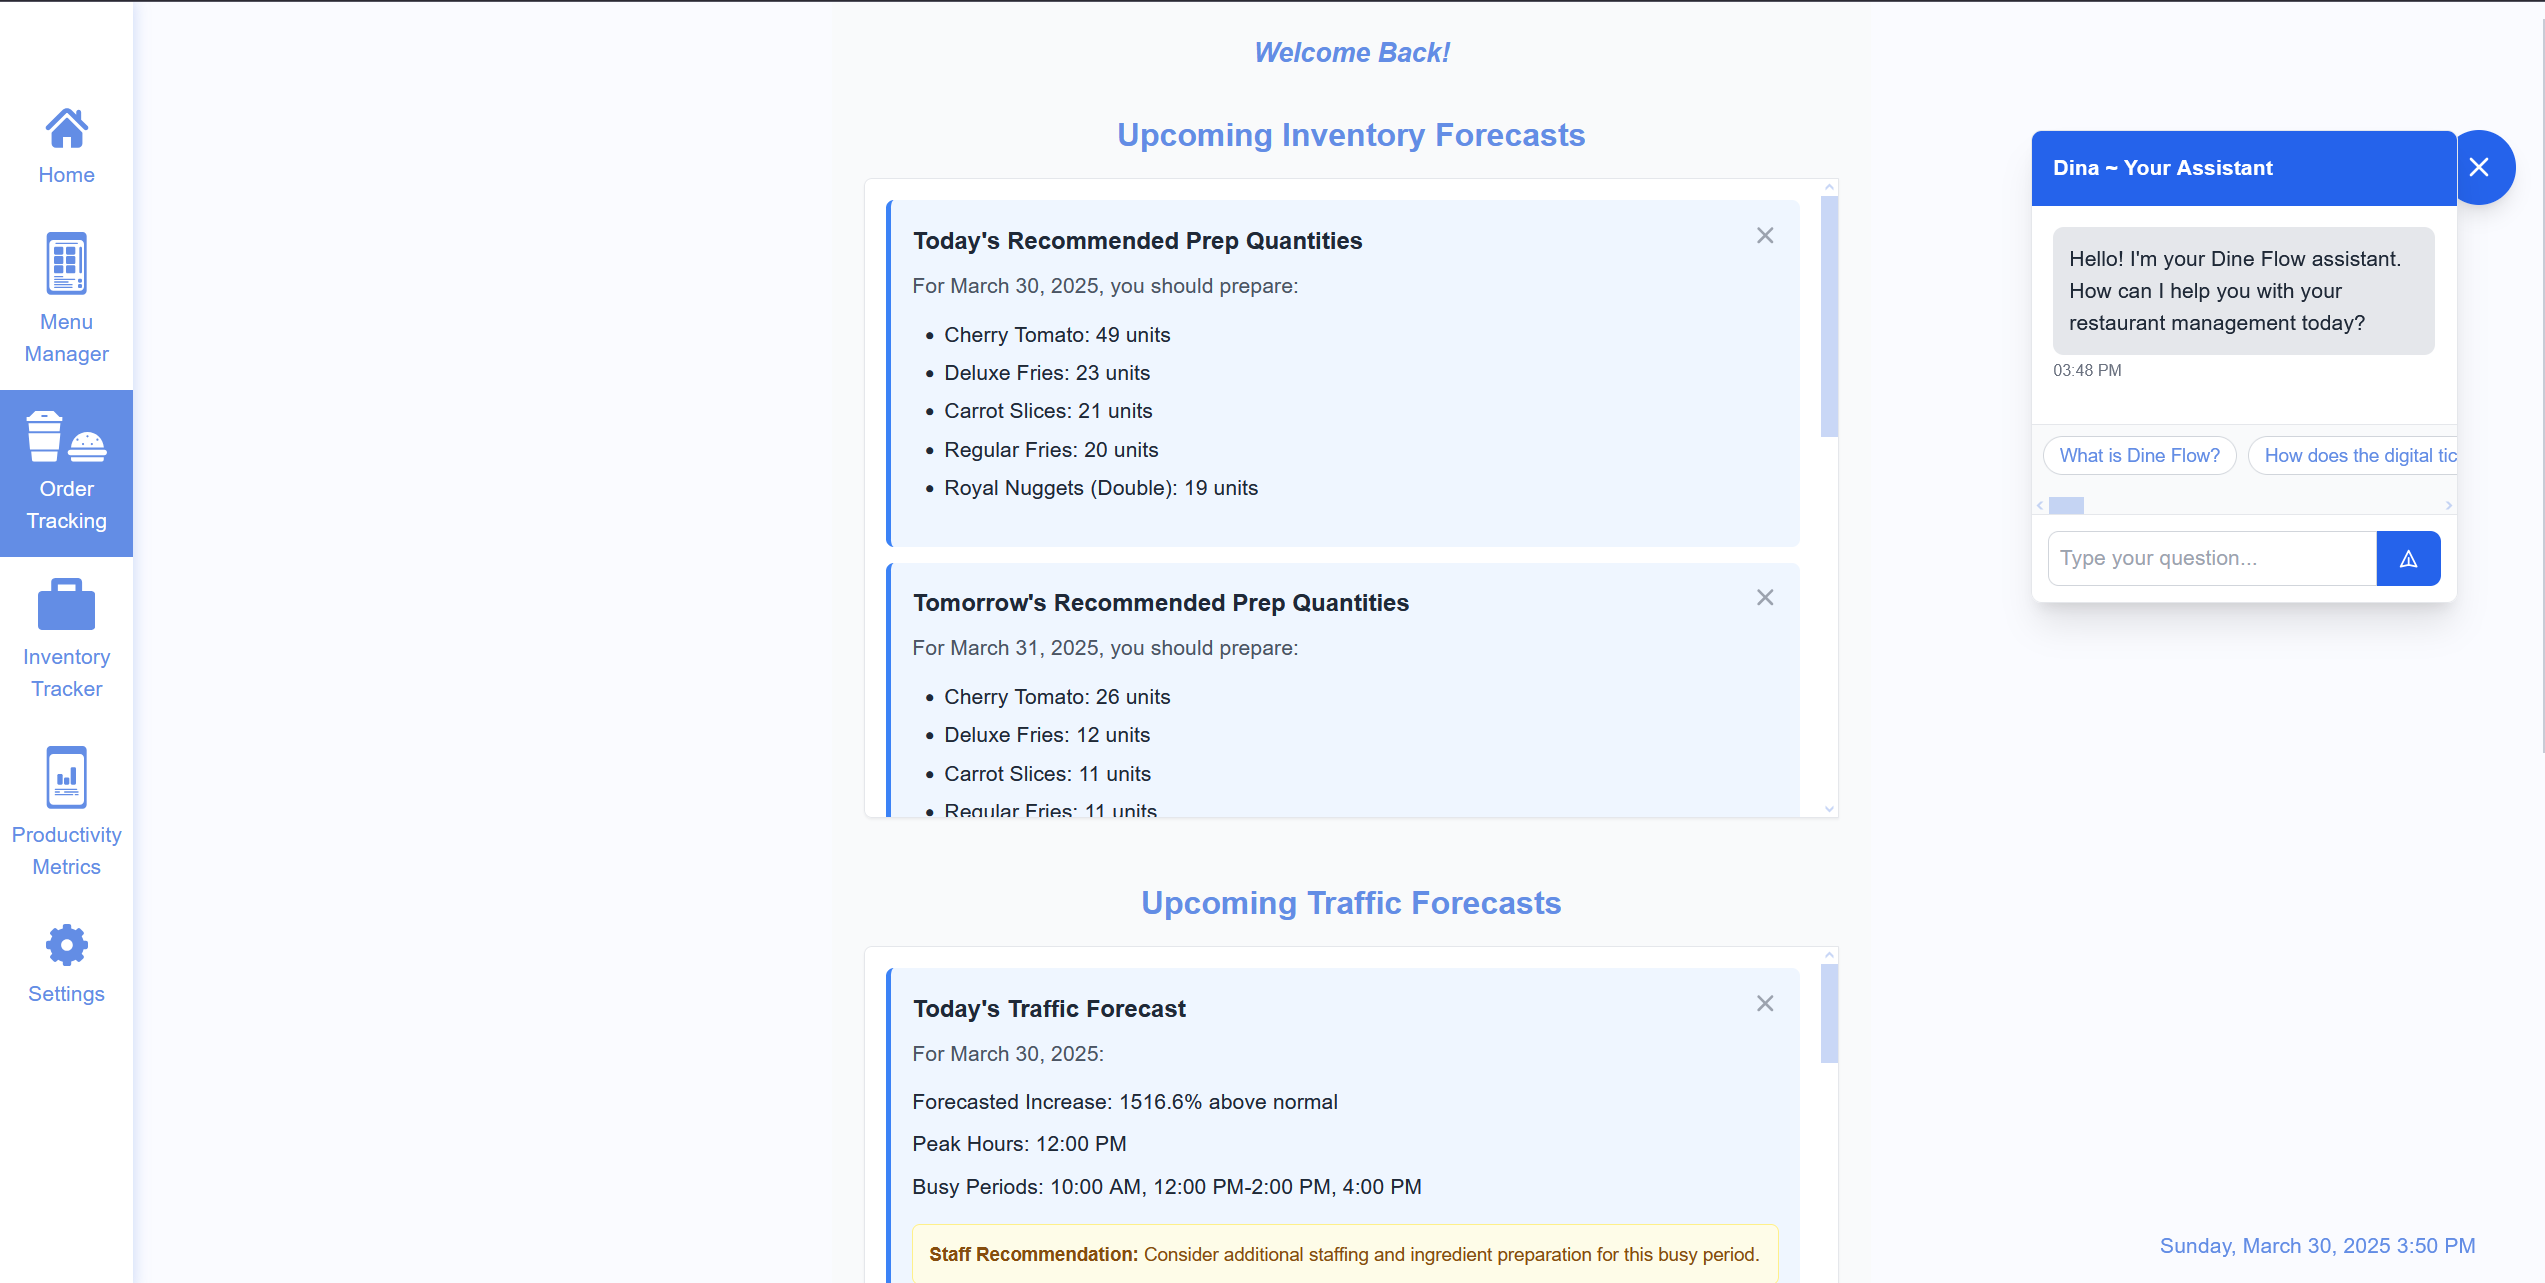 Welcome Back!
Home
Menu
Manager
Order
Tracking
Inventory
Tracker
Productivity
Metrics
Settings
Upcoming Inventory Forecasts
Today's Recommended Prep Quantities
For March 30, 2025, you should prepare:
Cherry Tomato: 49 units
Deluxe Fries: 23 units
Carrot Slices: 21 units
Regular Fries: 20 units
Royal Nuggets (Double): 19 units
Tomorrow's Recommended Prep Quantities
For March 31, 2025, you should prepare:
Cherry Tomato: 26 units
Deluxe Fries: 12 units
Carrot Slices: 11 units
Regular Fries: 11 units
Upcoming Traffic Forecasts
Today's Traffic Forecast
For March 30, 2025:
Forecasted Increase: 1516.6% above normal
Peak Hours: 12:00 PM
Busy Periods: 10:00 AM, 12:00 PM-2:00 PM, 4:00 PM
Staff Recommendation: Consider additional staffing and ingredient preparation for this busy period.
Dina ~ Your Assistant
Hello! I'm your Dine Flow assistant.
How can I help you with your
restaurant management today?
03:48 PM
What is Dine Flow?
How does the digital tic
Type your question...
Sunday, March 30, 2025 3:50 PM